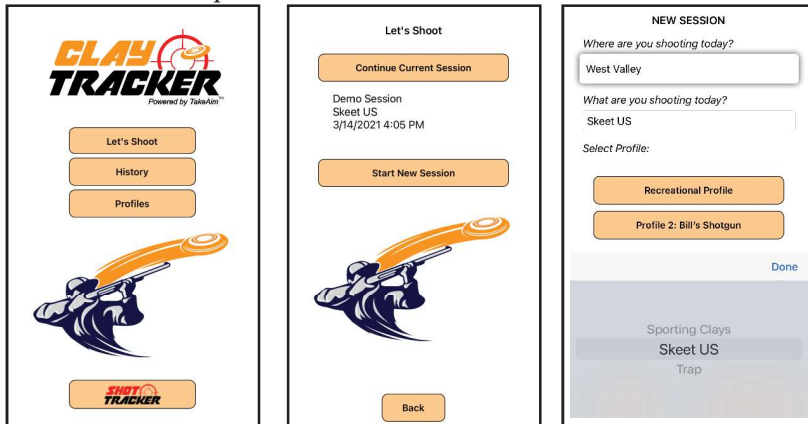 CLAY
TRACKER
Powered by TakeAim™
Let's Shoot
History
Profiles
SHOT
TRACKER
Let's Shoot
Continue Current Session
Demo Session
Skeet US
3/14/2021 4:05 PM
Start New Session
Back
NEW SESSION
Where are you shooting today?
West Valley
What are you shooting today?
Skeet US
Select Profile:
Recreational Profile
Profile 2: Bill's Shotgun
Done
Sporting Clays
Skeet US
Trap